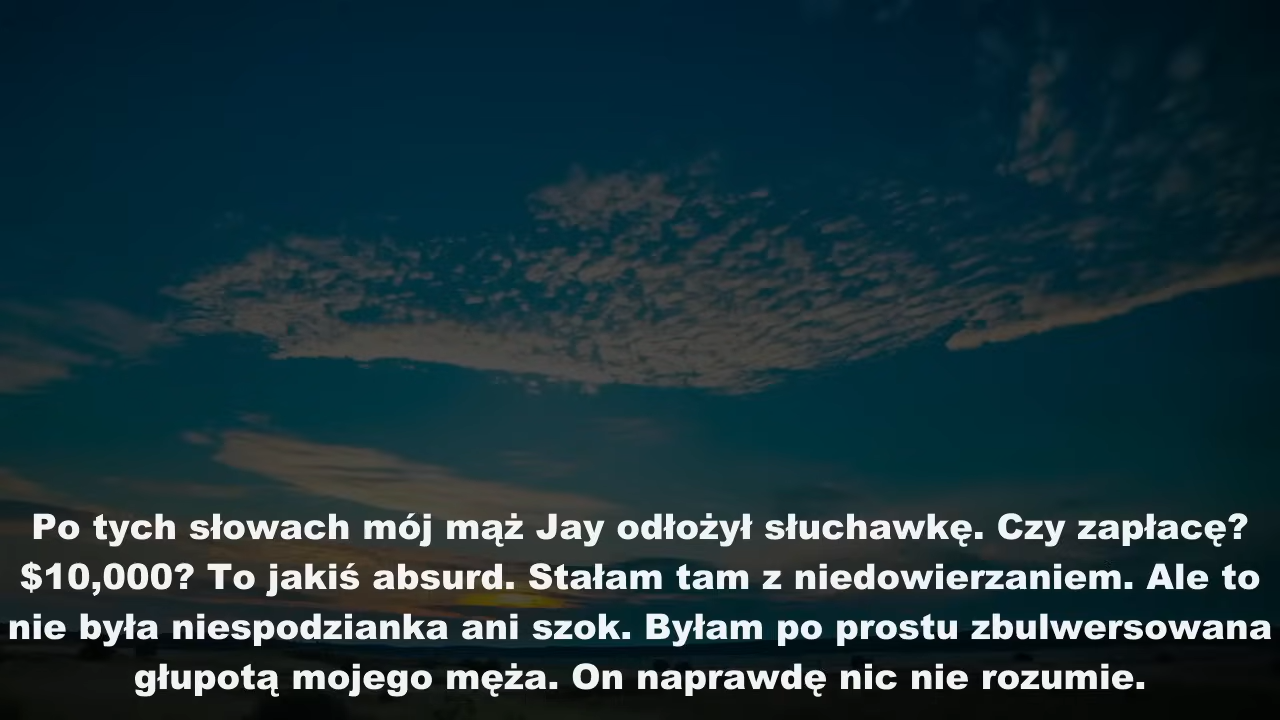 Po tych słowach mój mąż Jay odłożył słuchawkę. Czy zapłacę?
$10,000? To jakiś absurd. Stałam tam z niedowierzaniem. Ale to
nie była niespodzianka ani szok. Byłam po prostu zbulwersowana
głupotą mojego męża. On naprawdę nic nie rozumie.